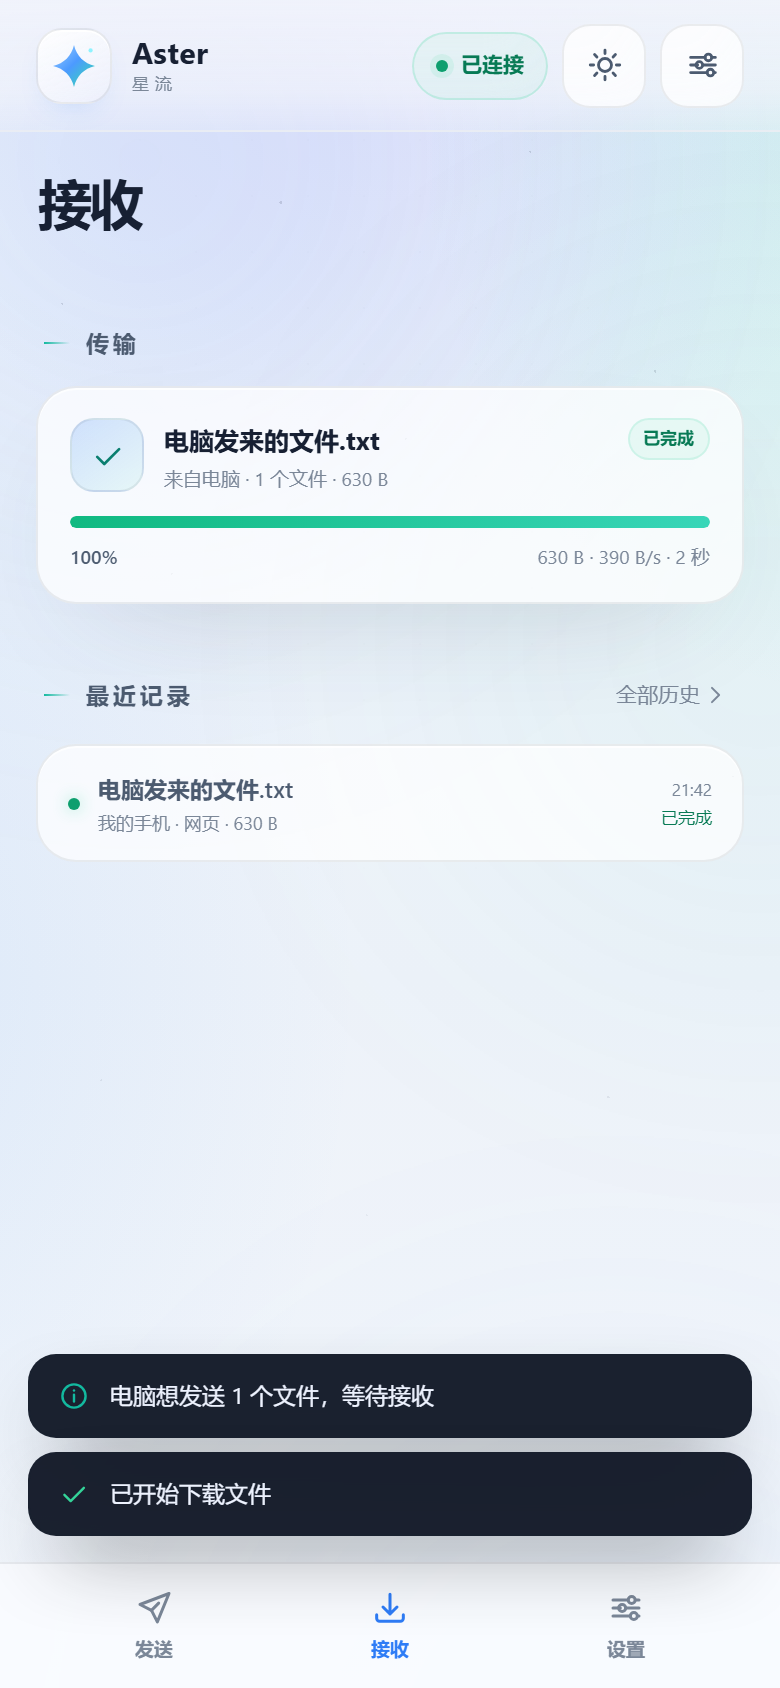 Aster
星流
已连接
接收
传输
电脑发来的文件.txt
已完成
来自电脑 · 1 个文件 · 630 B
100%
630 B · 390 B/s · 2 秒
最近记录
全部历史
电脑发来的文件.txt
21:42
我的手机 · 网页 · 630 B
已完成
电脑想发送 1 个文件，等待接收
已开始下载文件
发送
接收
设置